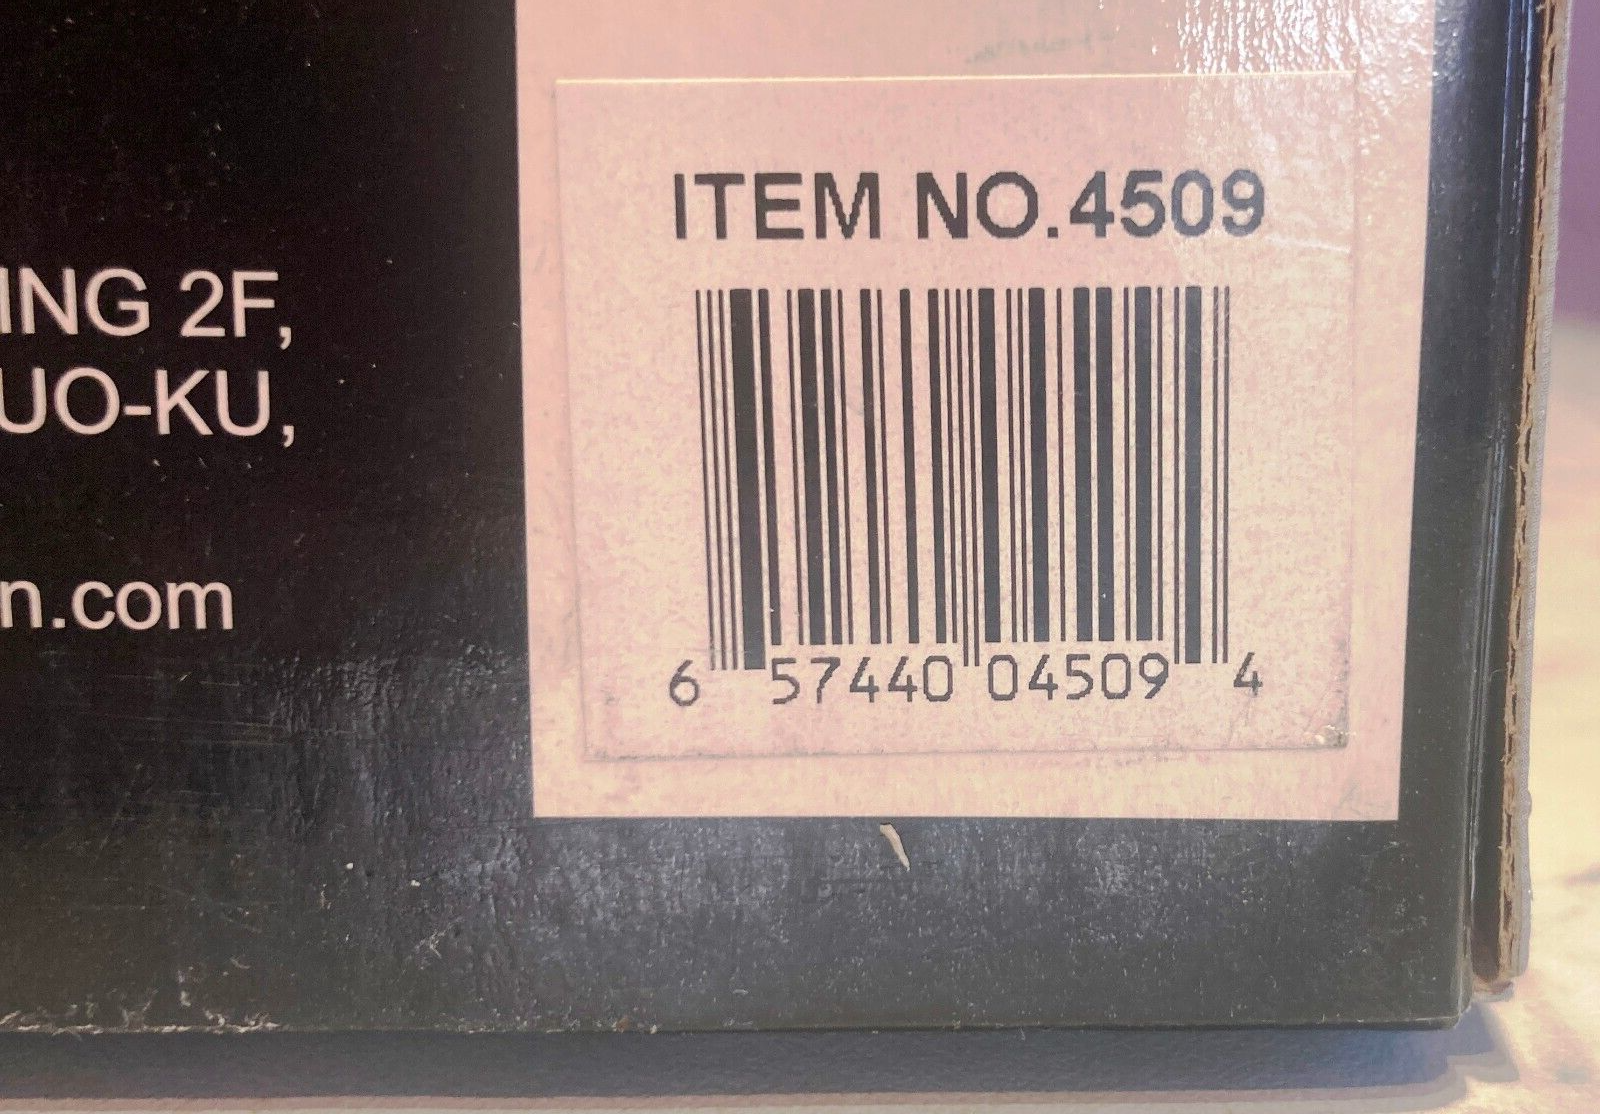 ING 2F,
UO-KU,
n.com
ITEM NO.4509
6 57440 04509 4